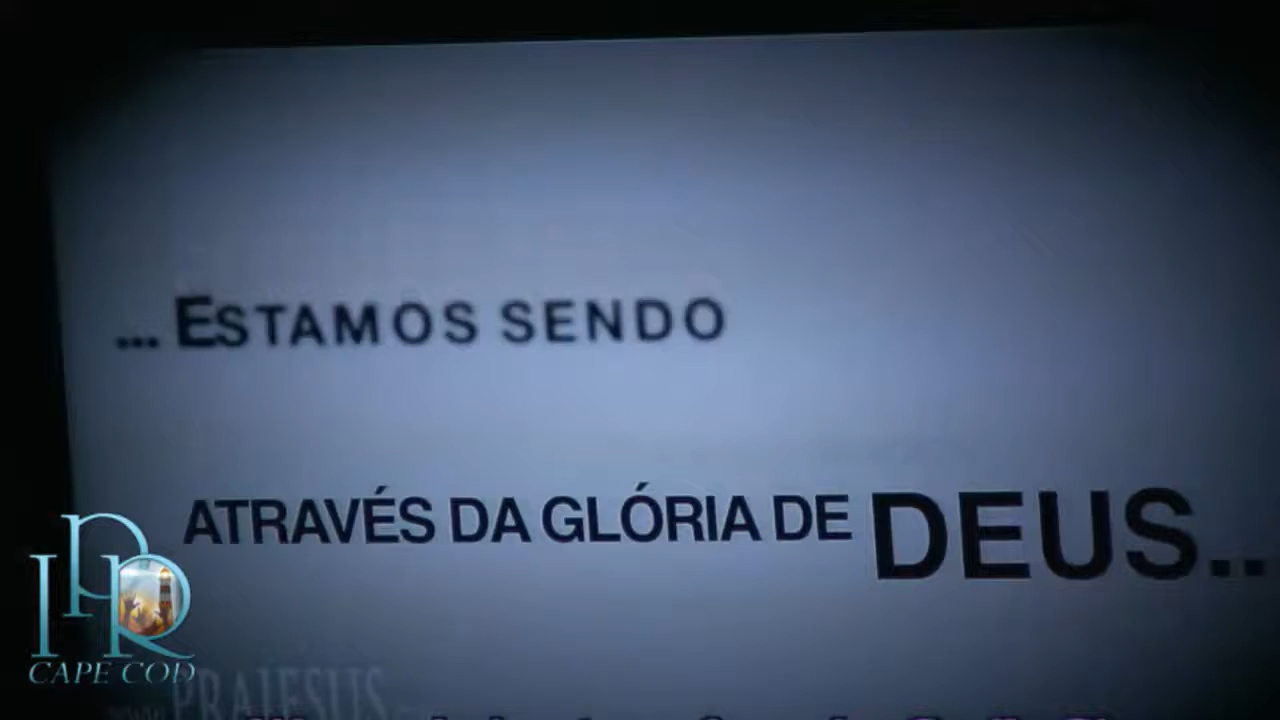 ... ESTAMOS SENDO
ATRAVÉS DA GLÓRIA DE DEUS...
IPR
CAPE COD
PRAJESUS